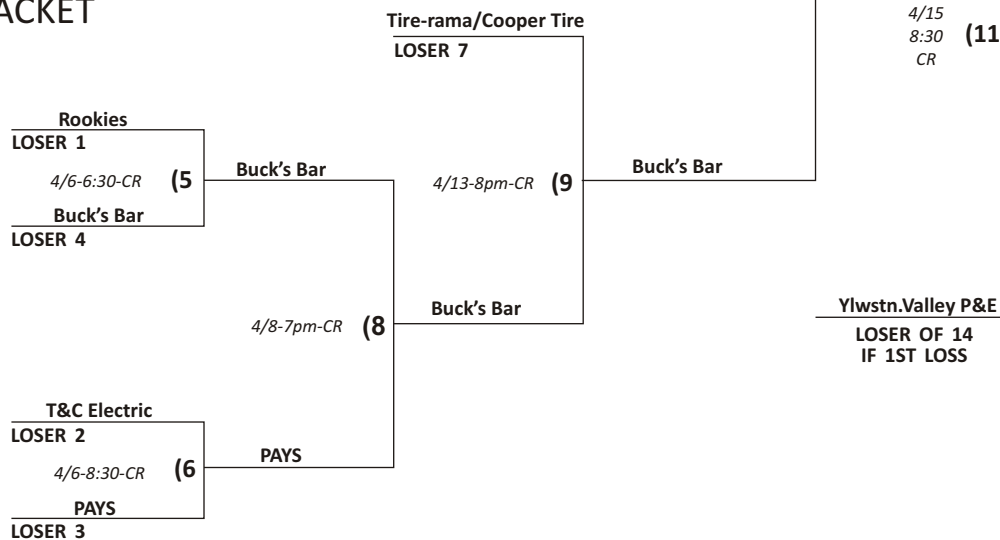 ACKET
Tire-rama/Cooper Tire
LOSER 7
4/15
8:30
CR
(11
Rookies
LOSER 1
4/6-6:30-CR (5
Buck's Bar
Buck's Bar
LOSER 4
4/13-8pm-CR (9
Buck's Bar
4/8-7pm-CR (8
Buck's Bar
Ylwstn.Valley P&E
LOSER OF 14
IF 1ST LOSS
T&C Electric
LOSER 2
4/6-8:30-CR (6
PAYS
PAYS
LOSER 3